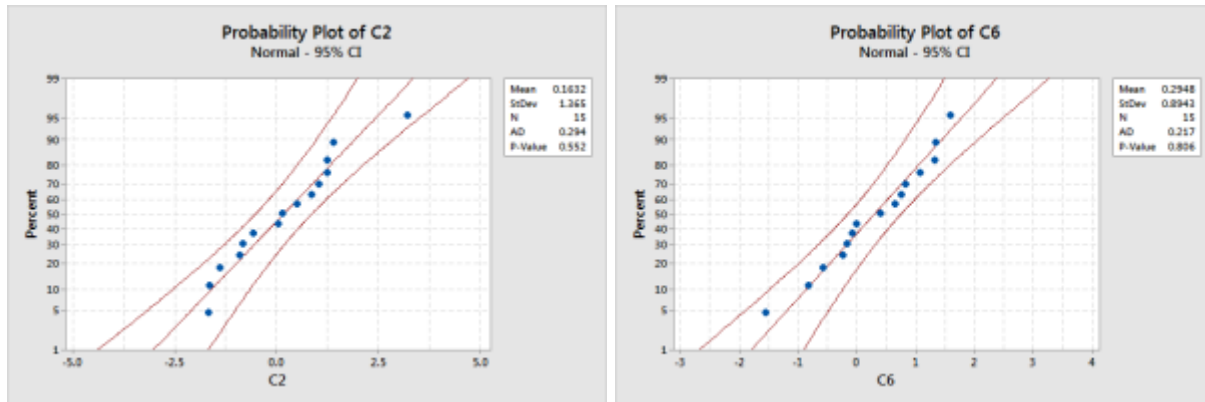 Probability Plot of C2
Normal - 95% CI
99
95
90
80
70
60
50
40
30
20
10
5
1
Percent
-5.0
-2.5
0.0
2.5
5.0
C2
Mean 0.1632
StDev 1.365
N 15
AD 0.294
P-Value 0.552
Probability Plot of C6
Normal - 95% CI
99
95
90
80
70
60
50
40
30
20
10
5
1
Percent
-3
-2
-1
0
1
2
3
4
C6
Mean 0.2948
StDev 0.8943
N 15
AD 0.217
P-Value 0.806